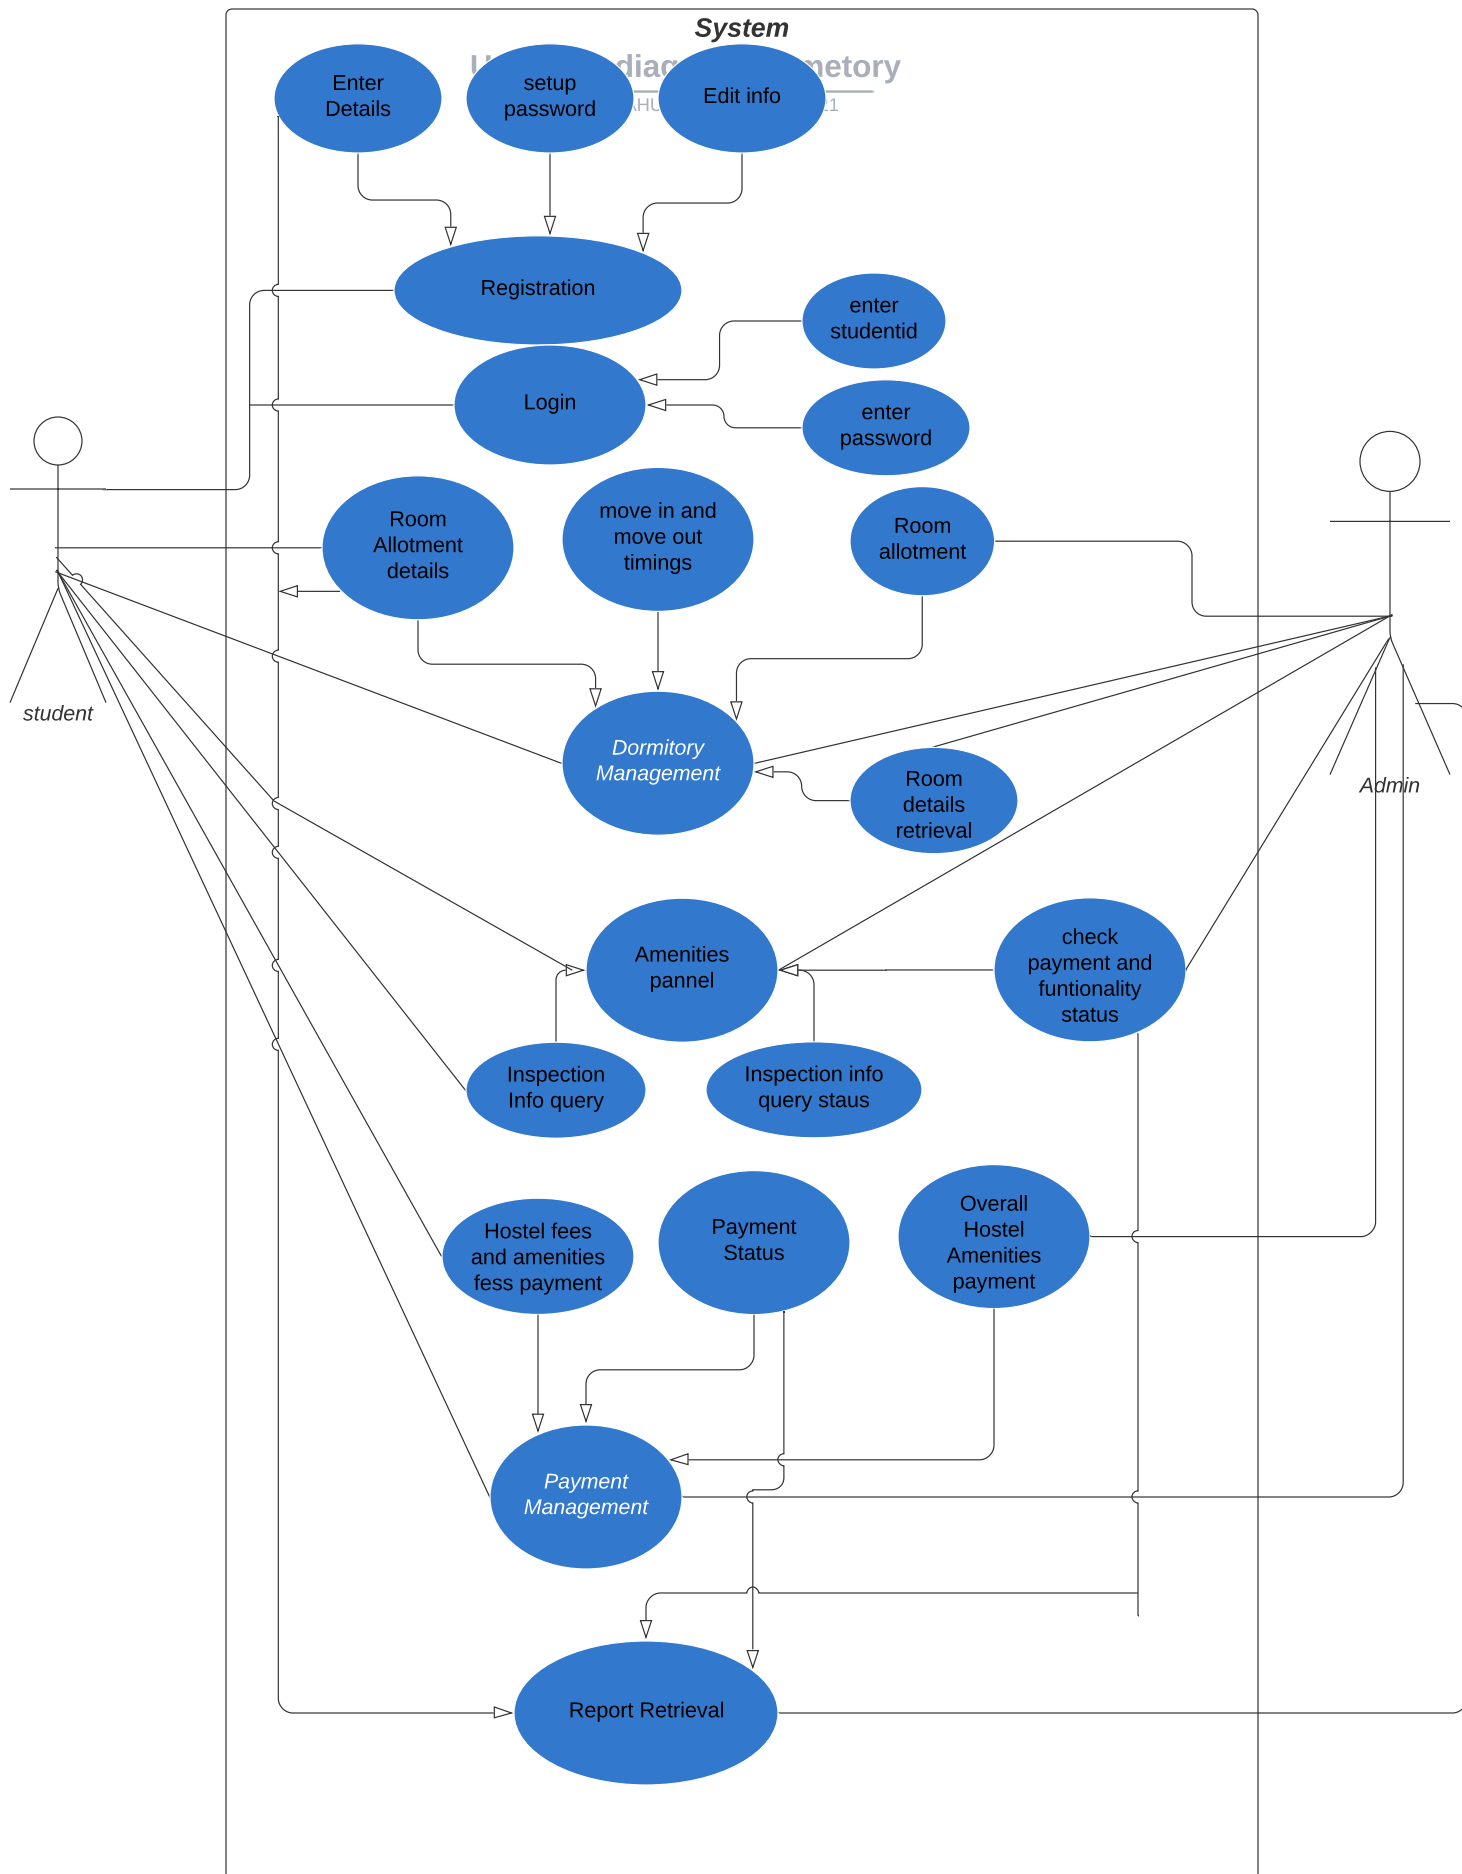 System
metory
Enter
Details
setup
password
Edit info
Registration
enter
studentid
Login
enter
password
Room
Allotment
details
move in and
move out
timings
Room
allotment
student
Admin
Dormitory
Management
Room
details
retrieval
Amenities
pannel
check
payment and
funtionality
status
Inspection
Info query
Inspection info
query staus
Hostel fees
and amenities
fess payment
Payment
Status
Overall
Hostel
Amenities
payment
Payment
Management
Report Retrieval